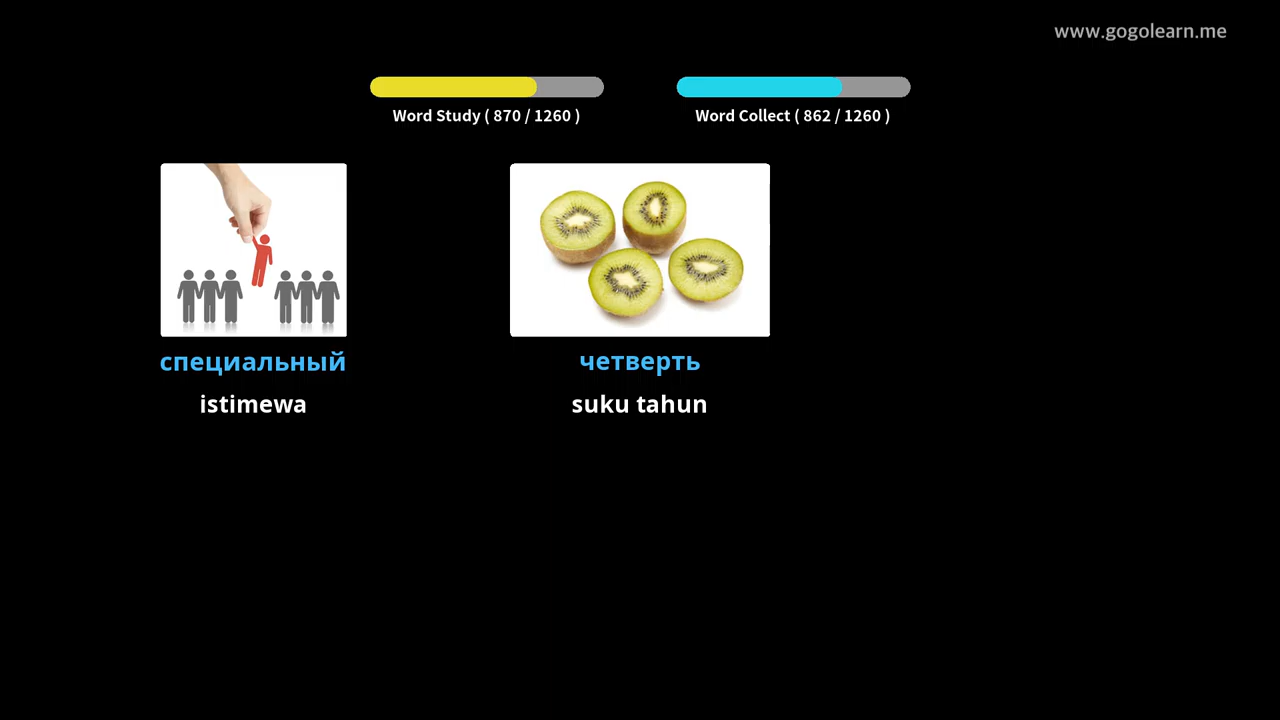 www.gogolearn.me
Word Study ( 870 / 1260 )
Word Collect ( 862 / 1260 )
специальный
istimewa
четверть
suku tahun